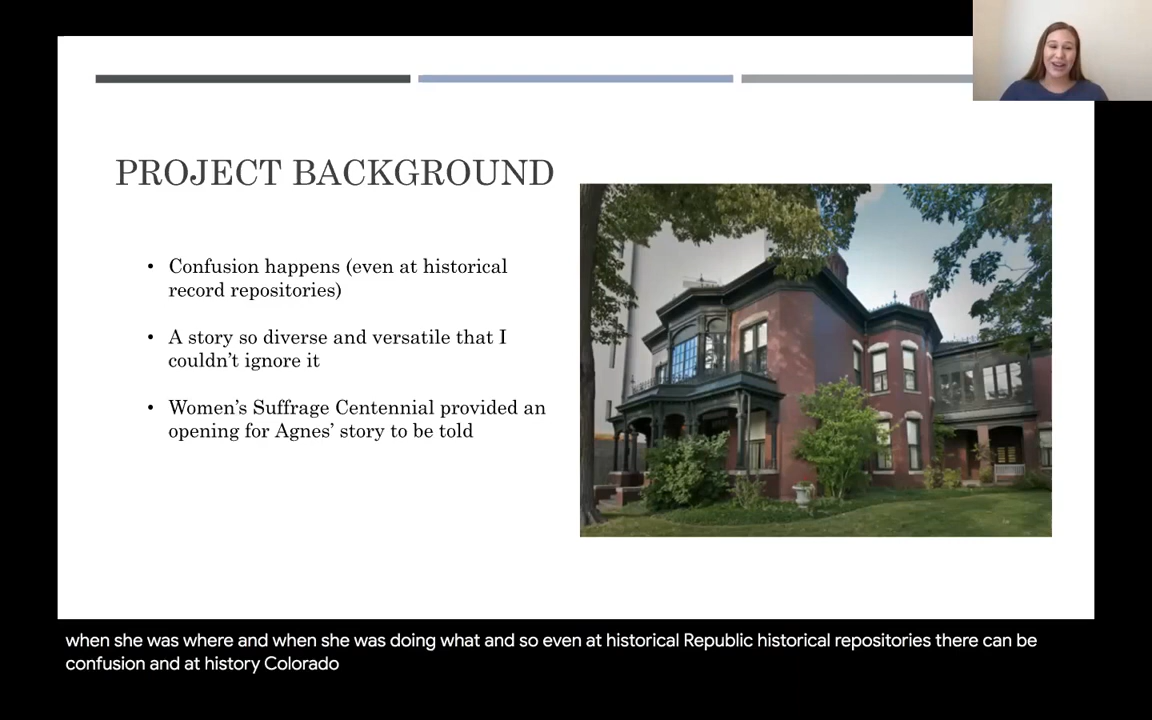 PROJECT BACKGROUND
• Confusion happens (even at historical
record repositories)
• A story so diverse and versatile that I
couldn't ignore it
• Women's Suffrage Centennial provided an
opening for Agnes' story to be told
when she was where and when she was doing what and so even at historical Republic historical repositories there can be
confusion and at history Colorado